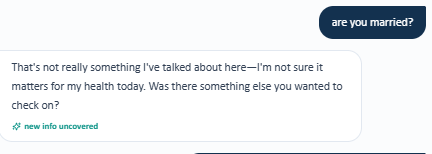 are you married?
That's not really something I've talked about here—I'm not sure it
matters for my health today. Was there something else you wanted to
check on?
new info uncovered